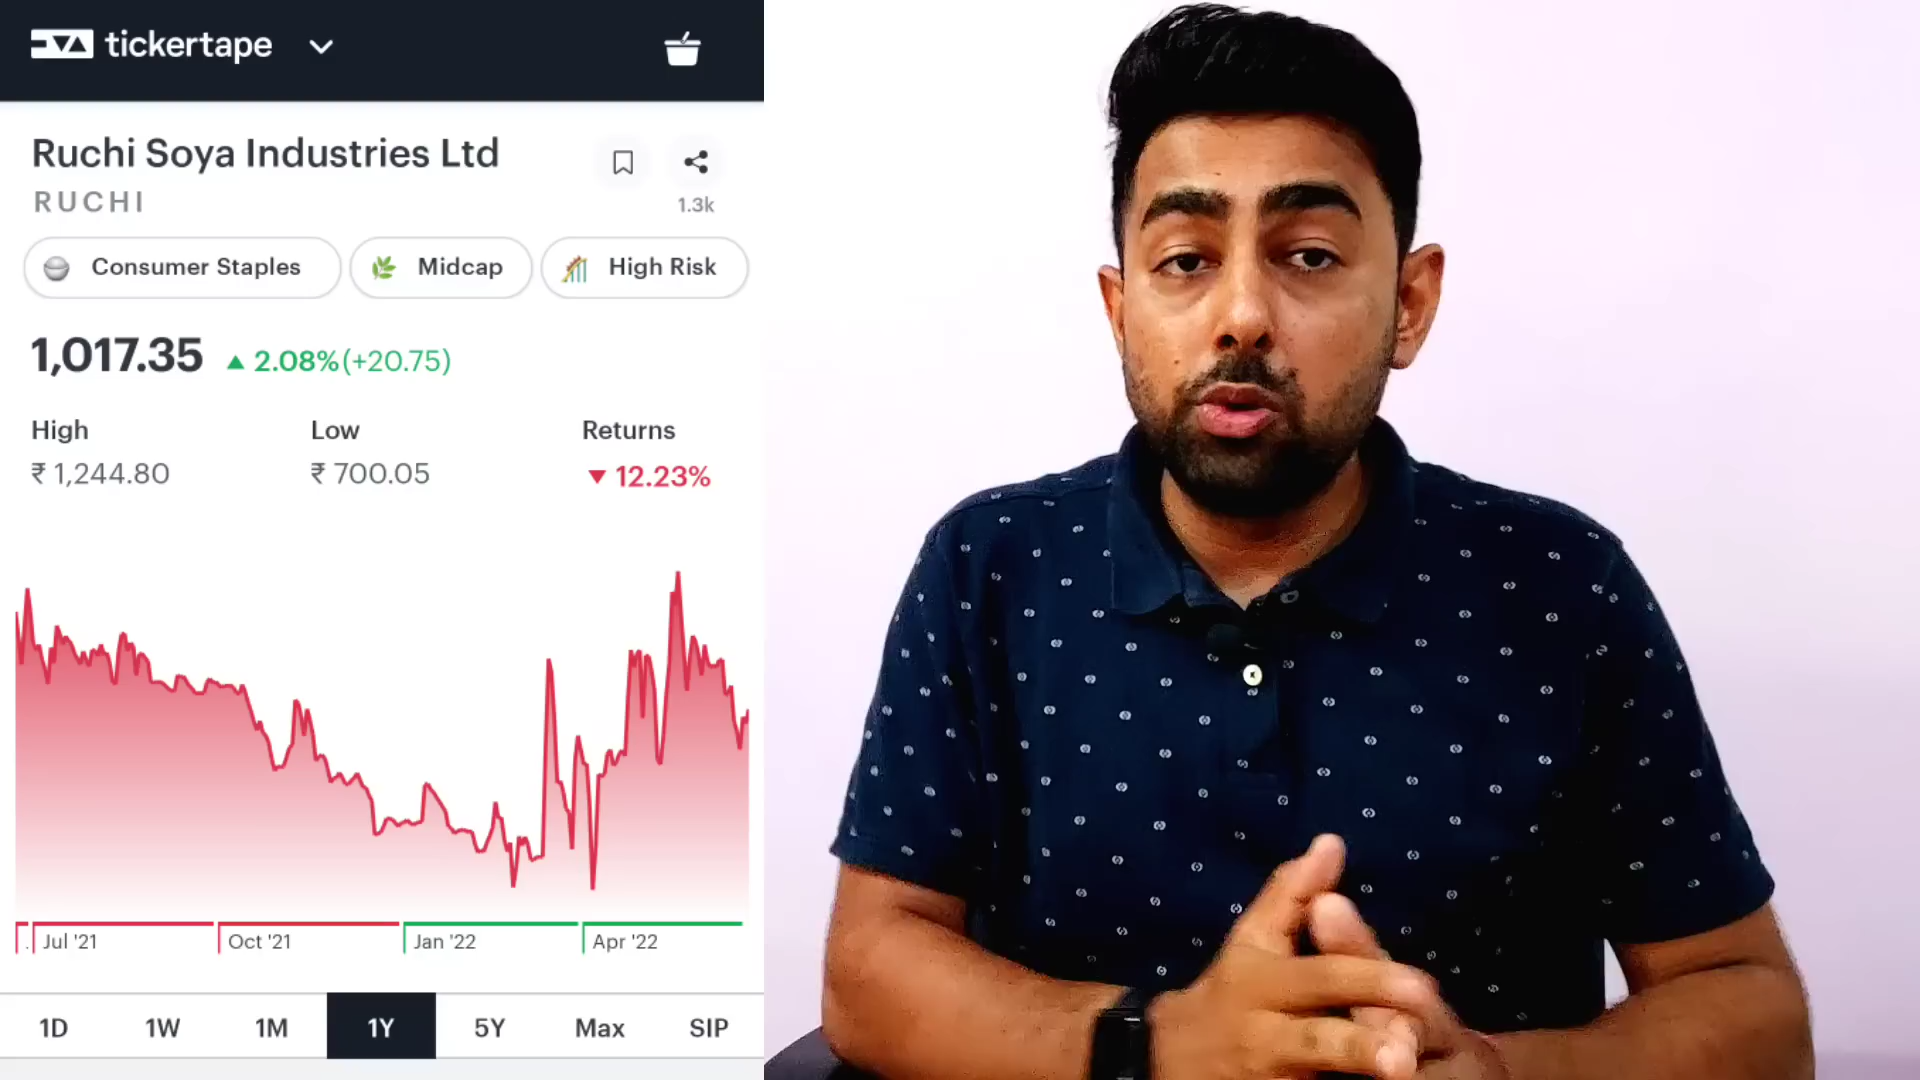 tickertape
Ruchi Soya Industries Ltd
RUCHI
1.3k
Consumer Staples Midcap High Risk
1,017.35 ▲ 2.08% (+20.75)
High Low Returns
₹ 1,244.80 ₹ 700.05 ▼ 12.23%
. Jul '21 Oct '21 Jan '22 Apr '22
1D 1W 1M 1Y 5Y Max SIP